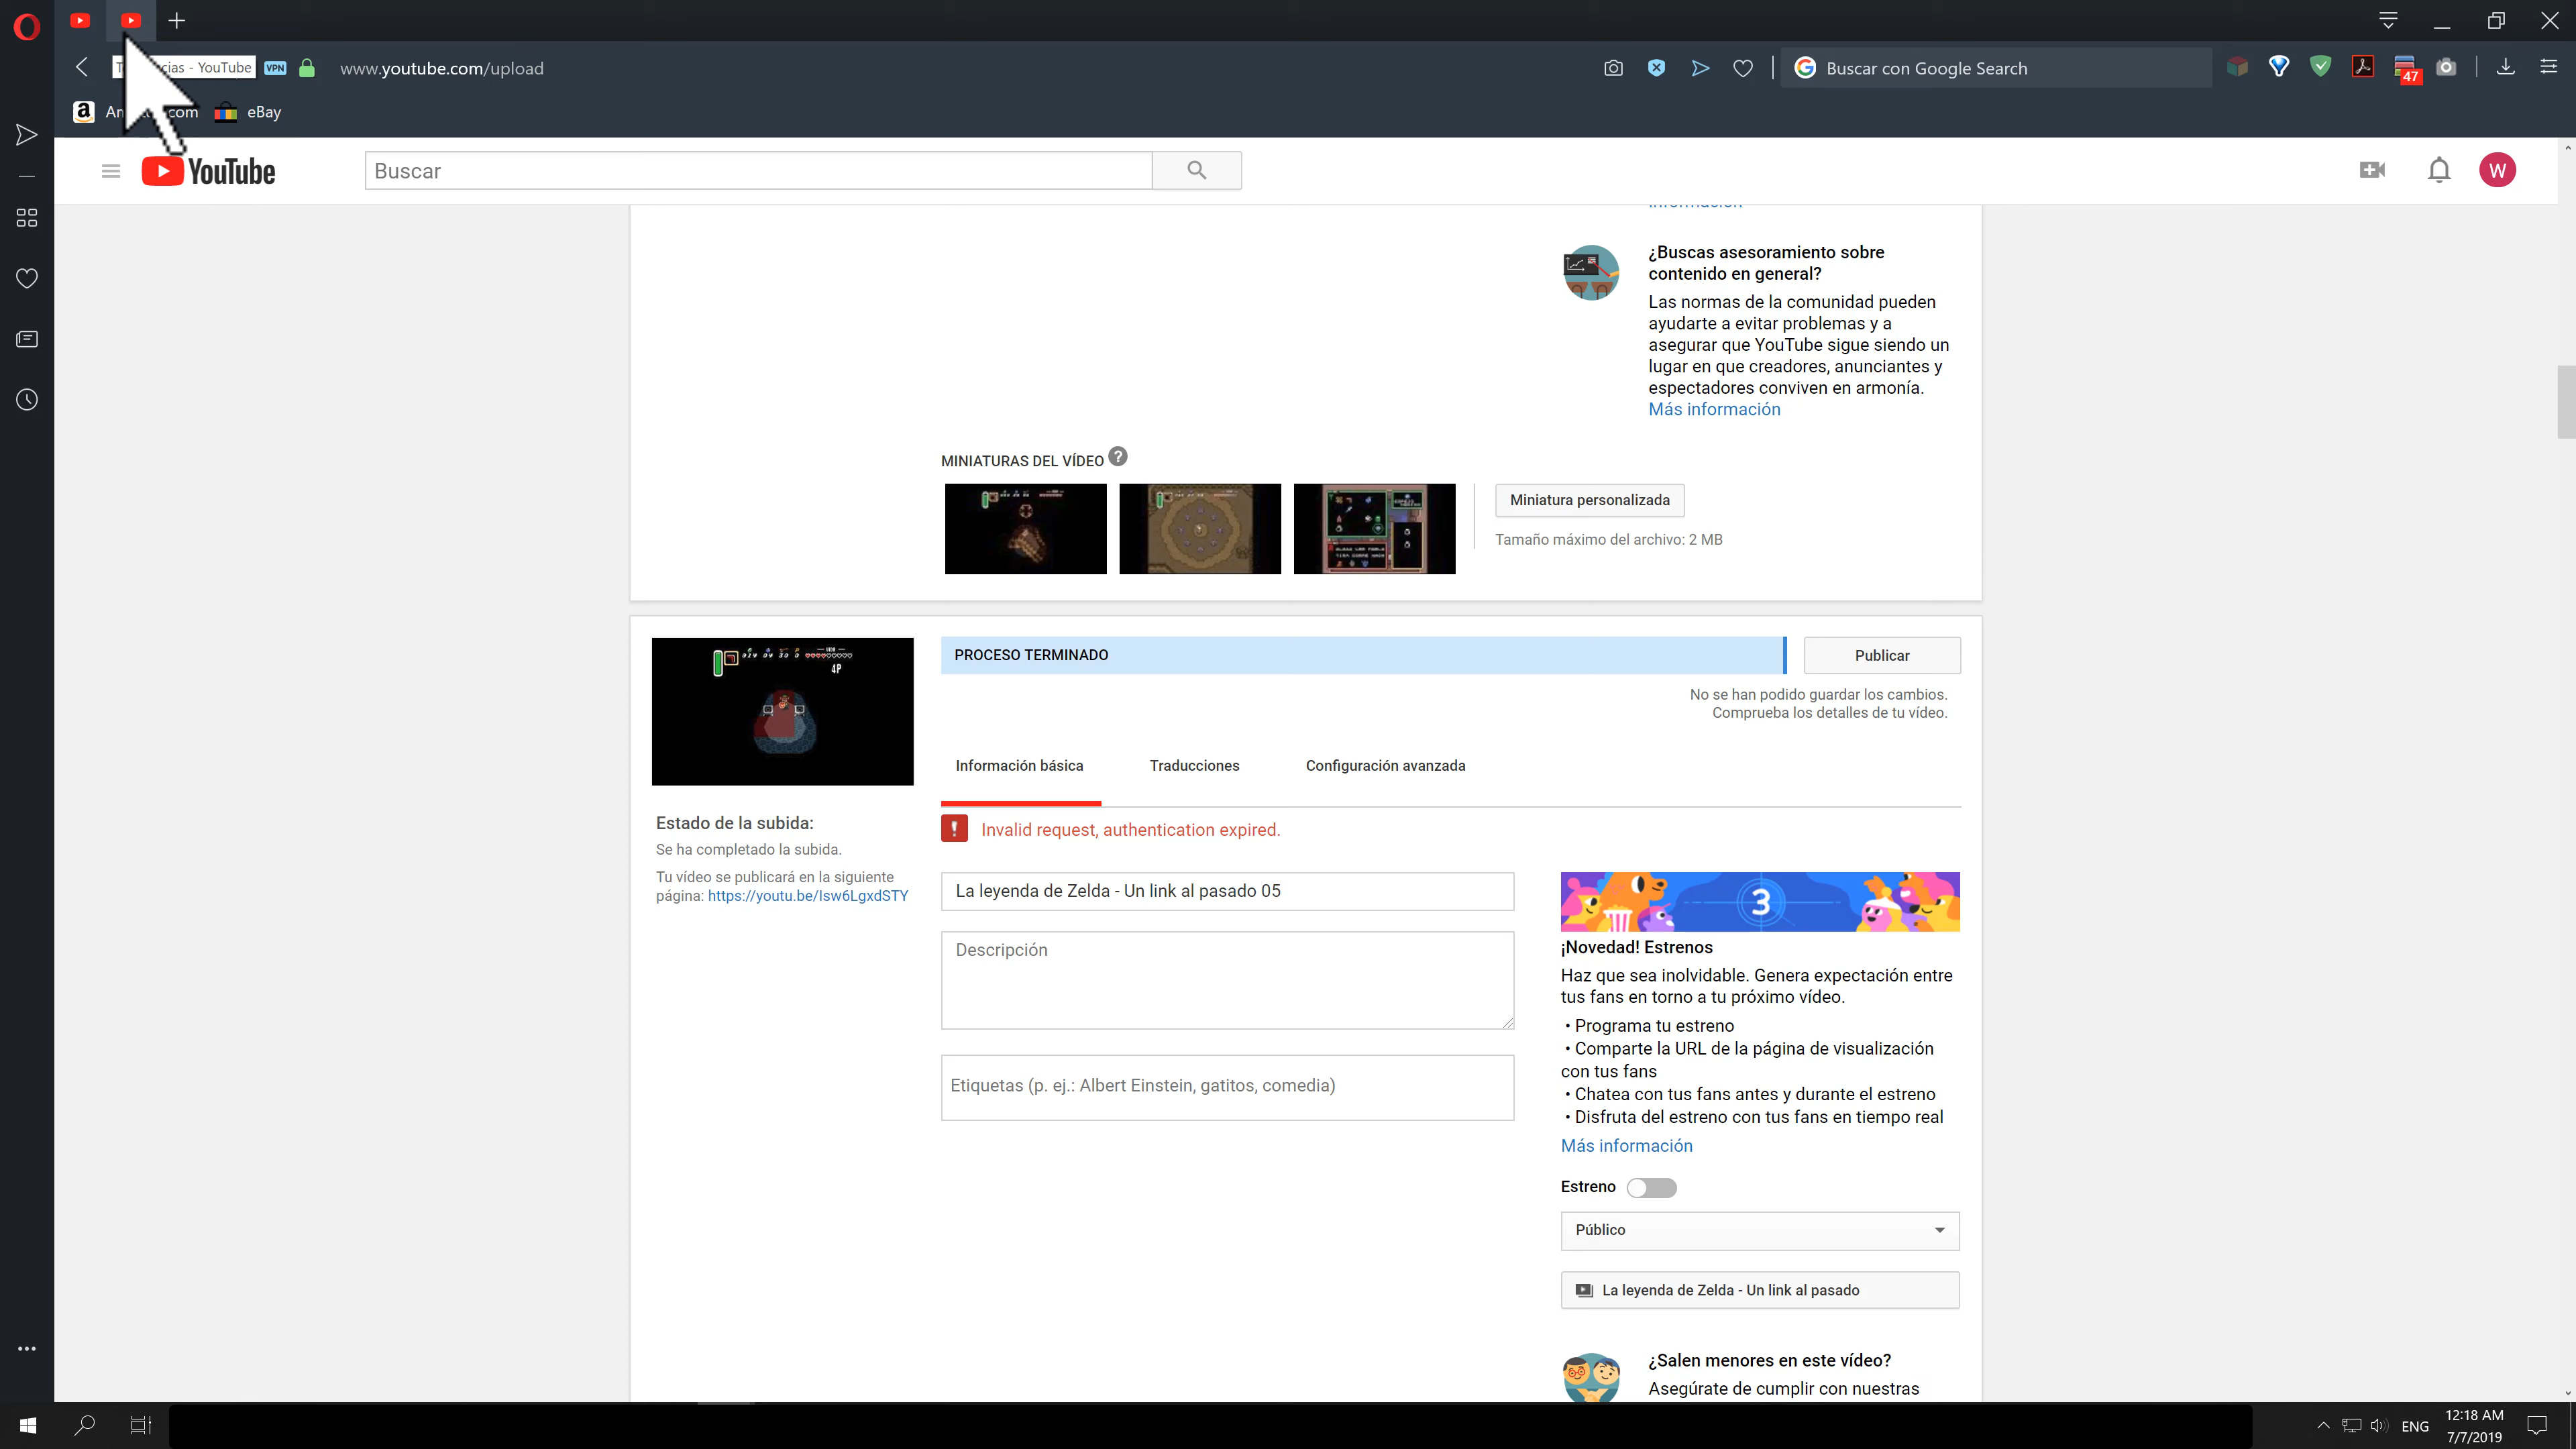 cias - YouTube
VPN
www.youtube.com/upload
Buscar con Google Search
47
a
com
eBay
YouTube
Buscar
W
¿Buscas asesoramiento sobre
contenido en general?
Las normas de la comunidad pueden
ayudarte a evitar problemas y a
asegurar que YouTube sigue siendo un
lugar en que creadores, anunciantes y
espectadores conviven en armonía.
Más información
MINIATURAS DEL VÍDEO ?
Miniatura personalizada
Tamaño máximo del archivo: 2 MB
4P
PROCESO TERMINADO
Publicar
No se han podido guardar los cambios.
Comprueba los detalles de tu vídeo.
Información básica
Traducciones
Configuración avanzada
Invalid request, authentication expired.
Estado de la subida:
Se ha completado la subida.
Tu vídeo se publicará en la siguiente
página: https://youtu.be/Isw6LgxdSTY
La leyenda de Zelda - Un link al pasado 05
Descripción
Etiquetas (p. ej.: Albert Einstein, gatitos, comedia)
3
¡Novedad! Estrenos
Haz que sea inolvidable. Genera expectación entre
tus fans en torno a tu próximo vídeo.
• Programa tu estreno
• Comparte la URL de la página de visualización
con tus fans
• Chatea con tus fans antes y durante el estreno
• Disfruta del estreno con tus fans en tiempo real
Más información
Estreno
Público
La leyenda de Zelda - Un link al pasado
¿Salen menores en este vídeo?
Asegúrate de cumplir con nuestras
ENG
12:18 AM
7/7/2019